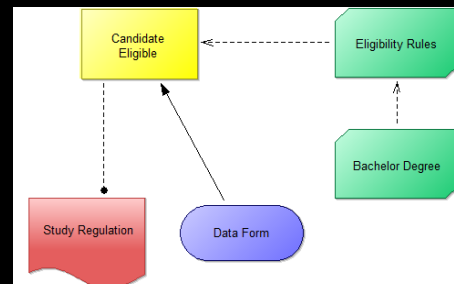 Candidate
Eligible
Eligibility Rules
Bachelor Degree
Study Regulation
Data Form